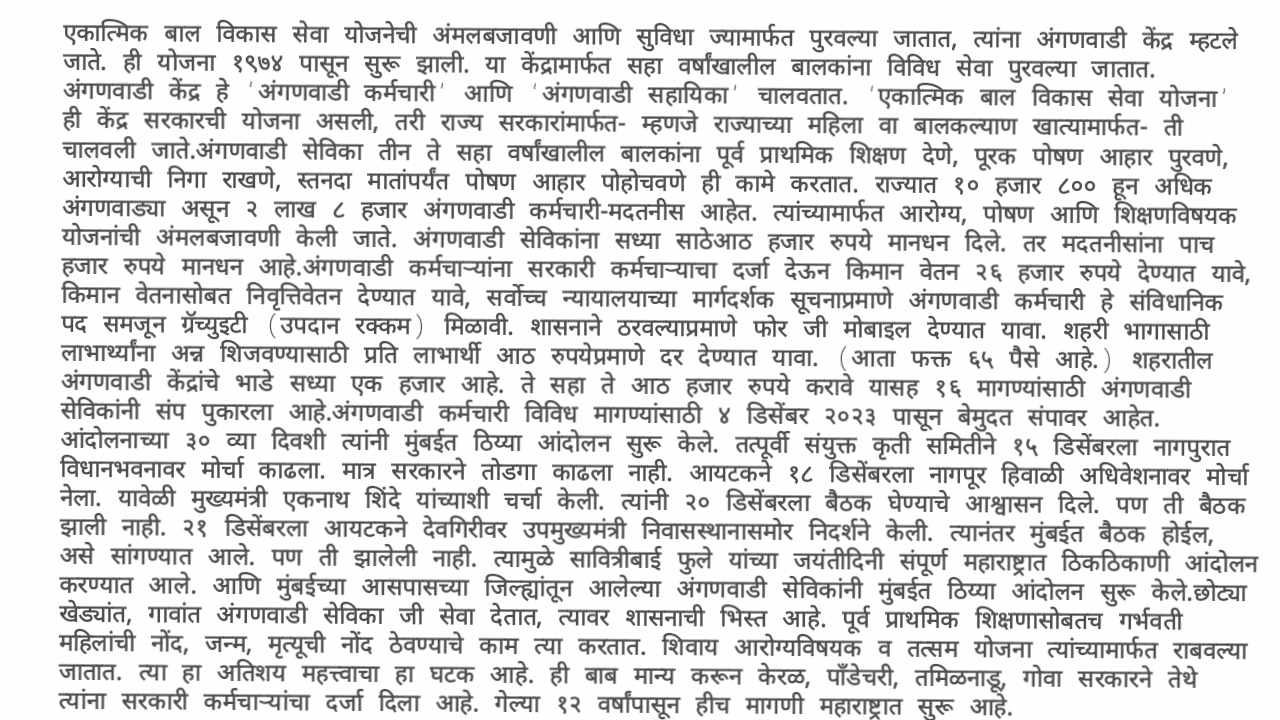 एकात्मिक बाल विकास सेवा योजनेची अंमलबजावणी आणि सुविधा ज्यामार्फत पुरवल्या जातात, त्यांना अंगणवाडी केंद्र म्हटले
जाते. ही योजना १९७४ पासून सुरू झाली. या केंद्रामार्फत सहा वर्षांखालील बालकांना विविध सेवा पुरवल्या जातात.
अंगणवाडी केंद्र हे 'अंगणवाडी कर्मचारी' आणि 'अंगणवाडी सहायिका' चालवतात. 'एकात्मिक बाल विकास सेवा योजना'
ही केंद्र सरकारची योजना असली, तरी राज्य सरकारांमार्फत- म्हणजे राज्याच्या महिला वा बालकल्याण खात्यामार्फत- ती
चालवली जाते.अंगणवाडी सेविका तीन ते सहा वर्षांखालील बालकांना पूर्व प्राथमिक शिक्षण देणे, पूरक पोषण आहार पुरवणे,
आरोग्याची निगा राखणे, स्तनदा मातांपर्यंत पोषण आहार पोहोचवणे ही कामे करतात. राज्यात १० हजार ८०० हून अधिक
अंगणवाड्या असून २ लाख ८ हजार अंगणवाडी कर्मचारी-मदतनीस आहेत. त्यांच्यामार्फत आरोग्य, पोषण आणि शिक्षणविषयक
योजनांची अंमलबजावणी केली जाते. अंगणवाडी सेविकांना सध्या साठेआठ हजार रुपये मानधन दिले. तर मदतनीसांना पाच
हजार रुपये मानधन आहे.अंगणवाडी कर्मचाऱ्यांना सरकारी कर्मचाऱ्याचा दर्जा देऊन किमान वेतन २६ हजार रुपये देण्यात यावे,
किमान वेतनासोबत निवृत्तिवेतन देण्यात यावे, सर्वोच्च न्यायालयाच्या मार्गदर्शक सूचनाप्रमाणे अंगणवाडी कर्मचारी हे संविधानिक
पद समजून ग्रॅच्युइटी (उपदान रक्कम) मिळावी. शासनाने ठरवल्याप्रमाणे फोर जी मोबाइल देण्यात यावा. शहरी भागासाठी
लाभार्थ्यांना अन्न शिजवण्यासाठी प्रति लाभार्थी आठ रुपयेप्रमाणे दर देण्यात यावा. (आता फक्त ६५ पैसे आहे.) शहरातील
अंगणवाडी केंद्रांचे भाडे सध्या एक हजार आहे. ते सहा ते आठ हजार रुपये करावे यासह १६ मागण्यांसाठी अंगणवाडी
सेविकांनी संप पुकारला आहे.अंगणवाडी कर्मचारी विविध मागण्यांसाठी ४ डिसेंबर २०२३ पासून बेमुदत संपावर आहेत.
आंदोलनाच्या ३० व्या दिवशी त्यांनी मुंबईत ठिय्या आंदोलन सुरू केले. तत्पूर्वी संयुक्त कृती समितीने १५ डिसेंबरला नागपुरात
विधानभवनावर मोर्चा काढला. मात्र सरकारने तोडगा काढला नाही. आयटकने १८ डिसेंबरला नागपूर हिवाळी अधिवेशनावर मोर्चा
नेला. यावेळी मुख्यमंत्री एकनाथ शिंदे यांच्याशी चर्चा केली. त्यांनी २० डिसेंबरला बैठक घेण्याचे आश्वासन दिले. पण ती बैठक
झाली नाही. २१ डिसेंबरला आयटकने देवगिरीवर उपमुख्यमंत्री निवासस्थानासमोर निदर्शने केली. त्यानंतर मुंबईत बैठक होईल,
असे सांगण्यात आले. पण ती झालेली नाही. त्यामुळे सावित्रीबाई फुले यांच्या जयंतीदिनी संपूर्ण महाराष्ट्रात ठिकठिकाणी आंदोलन
करण्यात आले. आणि मुंबईच्या आसपासच्या जिल्ह्यांतून आलेल्या अंगणवाडी सेविकांनी मुंबईत ठिय्या आंदोलन सुरू केले.छोट्या
खेड्यांत, गावांत अंगणवाडी सेविका जी सेवा देतात, त्यावर शासनाची भिस्त आहे. पूर्व प्राथमिक शिक्षणासोबतच गर्भवती
महिलांची नोंद, जन्म, मृत्यूची नोंद ठेवण्याचे काम त्या करतात. शिवाय आरोग्यविषयक व तत्सम योजना त्यांच्यामार्फत राबवल्या
जातात. त्या हा अतिशय महत्त्वाचा हा घटक आहे. ही बाब मान्य करून केरळ, पाँडेचरी, तमिळनाडू, गोवा सरकारने तेथे
त्यांना सरकारी कर्मचाऱ्यांचा दर्जा दिला आहे. गेल्या १२ वर्षांपासून हीच मागणी महाराष्ट्रात सुरू आहे.